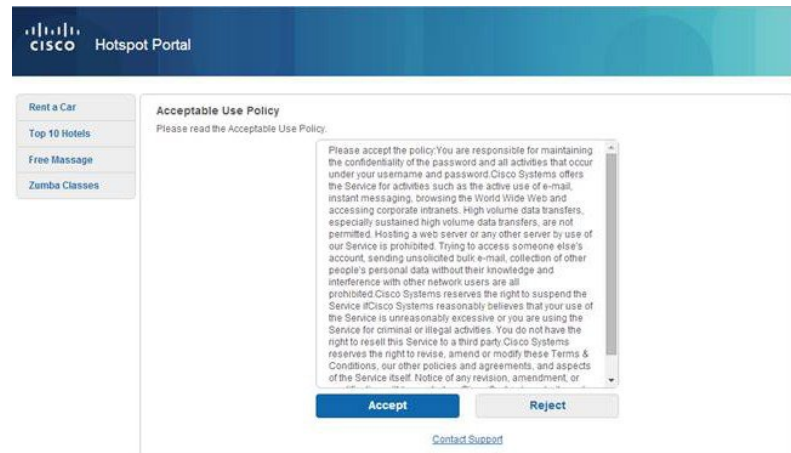 CISCO Hotspot Portal
Rent a Car
Top 10 Hotels
Free Massage
Zumba Classes
Acceptable Use Policy
Please read the Acceptable Use Policy.
Please accept the policy:You are responsible for maintaining
the confidentiality of the password and all activities that occur
under your username and password.Cisco Systems offers
the Service for activities such as the active use of e-mail,
instant messaging, browsing the World Wide Web and
accessing corporate intranets. High volume data transfers,
especially sustained high volume data transfers, are not
permitted. Hosting a web server or any other server by use of
our Service is prohibited. Trying to access someone else's
account, sending unsolicited bulk e-mail, collection of other
people's personal data without their knowledge and
interference with other network users are all
prohibited.Cisco Systems reserves the right to suspend the
Service ifCisco Systems reasonably believes that your use of
the Service is unreasonably excessive or you are using the
Service for criminal or illegal activities. You do not have the
right to resell this Service to a third party.Cisco Systems
reserves the right to revise, amend or modify these Terms &
Conditions, our other policies and agreements, and aspects
of the Service itself. Notice of any revision, amendment, or
Accept
Reject
Contact Support